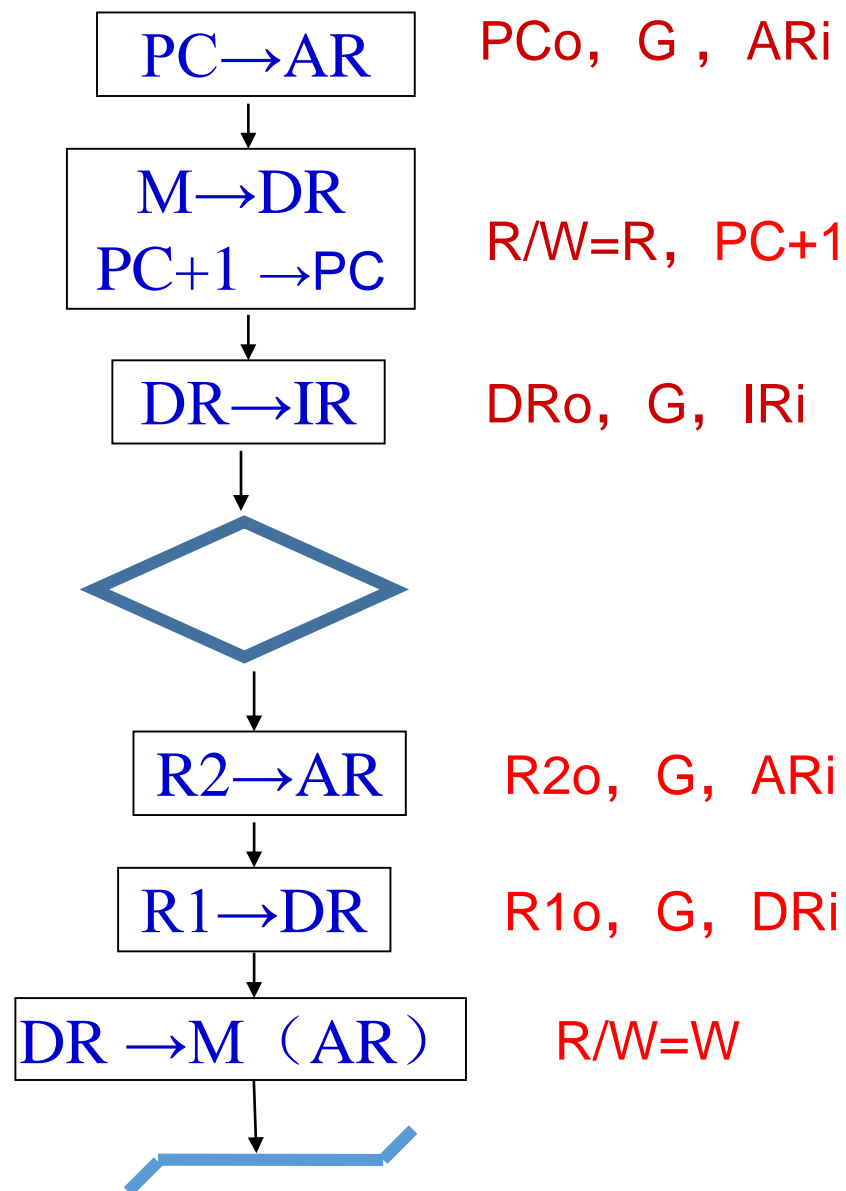 PC→AR PCo，G，ARi
M→DR
PC+1 →PC R/W=R，PC+1
DR→IR DRo，G，IRi
R2→AR R2o，G，ARi
R1→DR R1o，G，DRi
DR →M（AR） R/W=W